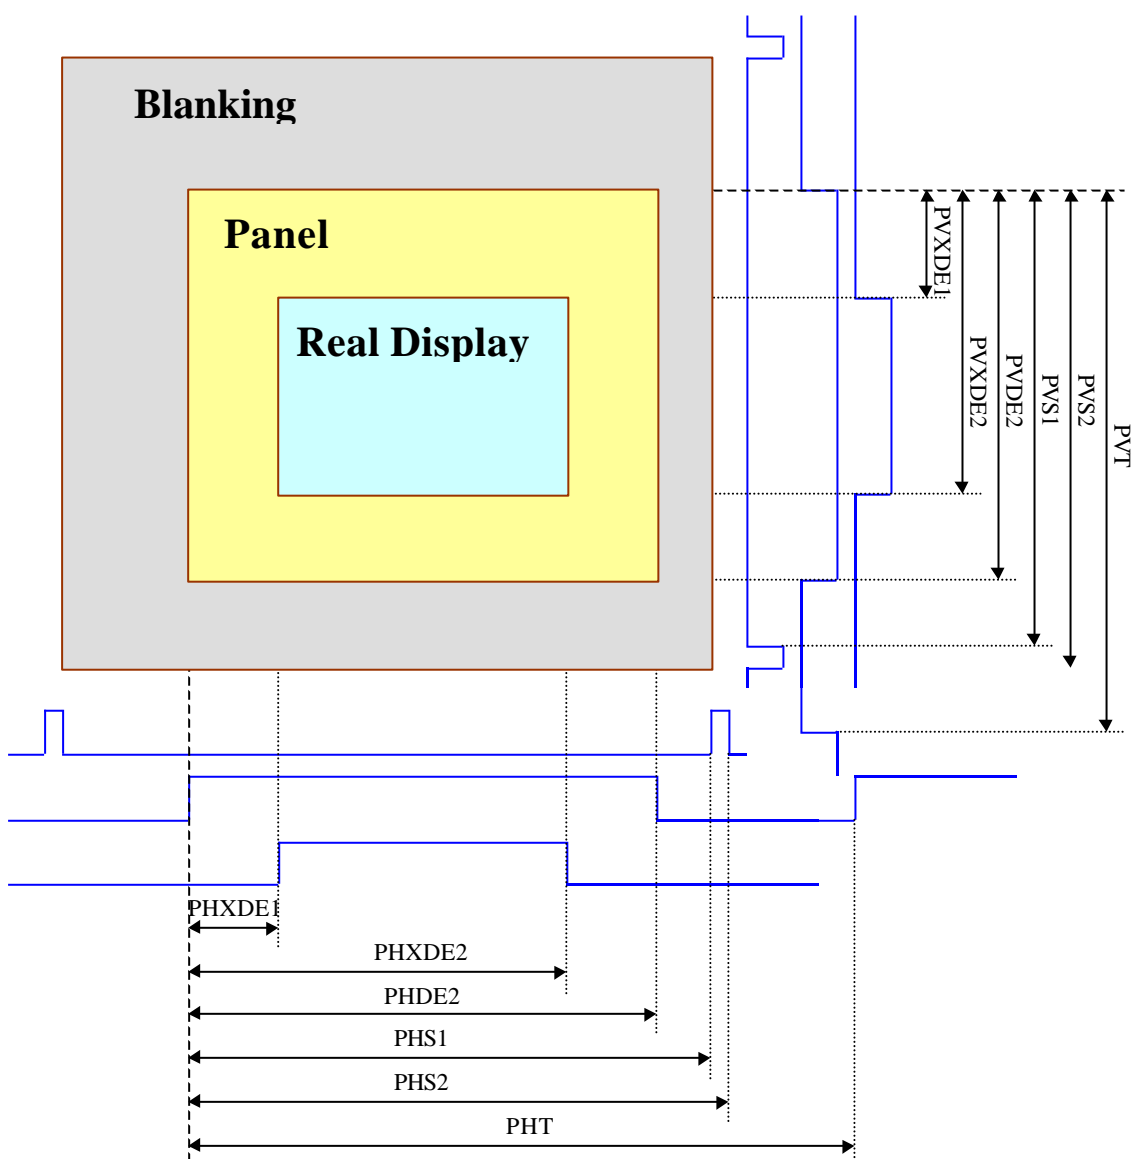 Blanking
Panel
Real Display
PVXDE1
PVXDE2
PVDE2
PVS1
PVS2
PVT
PHXDE1
PHXDE2
PHDE2
PHS1
PHS2
PHT